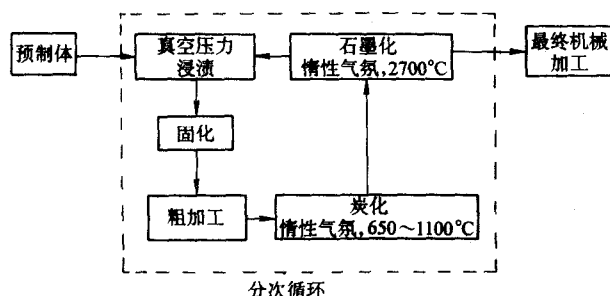 预制体
真空压力
浸渍
石墨化
惰性气氛,2700℃
最终机械
加工
固化
粗加工
炭化
惰性气氛,650～1100℃
分次循环